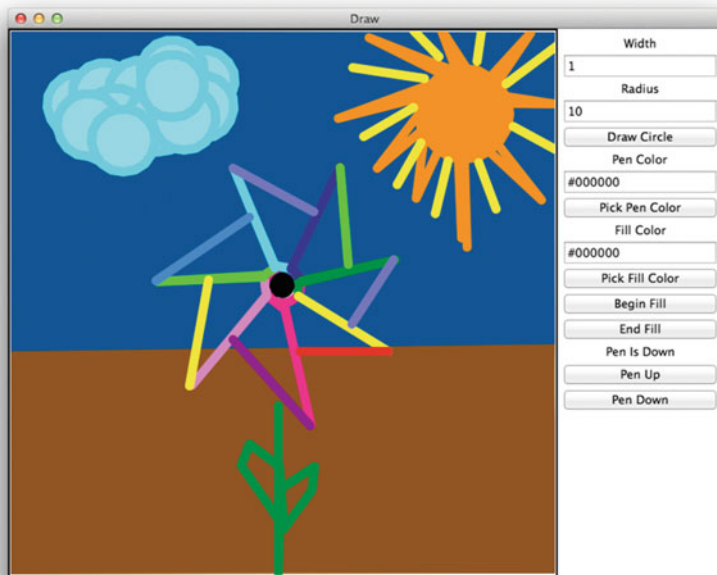 Draw
Width
1
Radius
10
Draw Circle
Pen Color
#000000
Pick Pen Color
Fill Color
#000000
Pick Fill Color
Begin Fill
End Fill
Pen Is Down
Pen Up
Pen Down